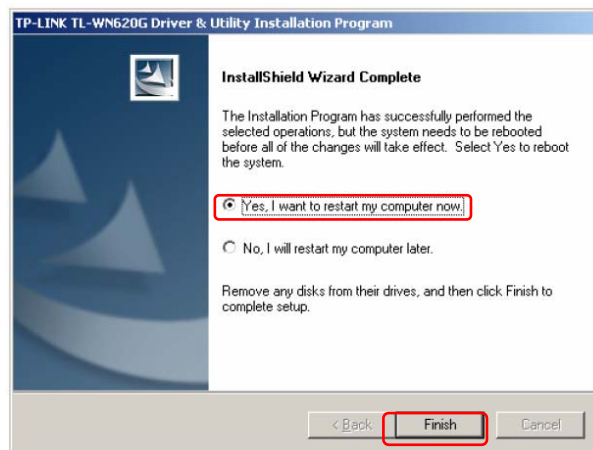 TP-LINK TL-WN620G Driver & Utility Installation Program
InstallShield Wizard Complete
The Installation Program has successfully performed the
selected operations, but the system needs to be rebooted
before all of the changes will take effect. Select Yes to reboot
the system.
Yes, I want to restart my computer now.
No, I will restart my computer later.
Remove any disks from their drives, and then click Finish to
complete setup.
< Back Finish Cancel